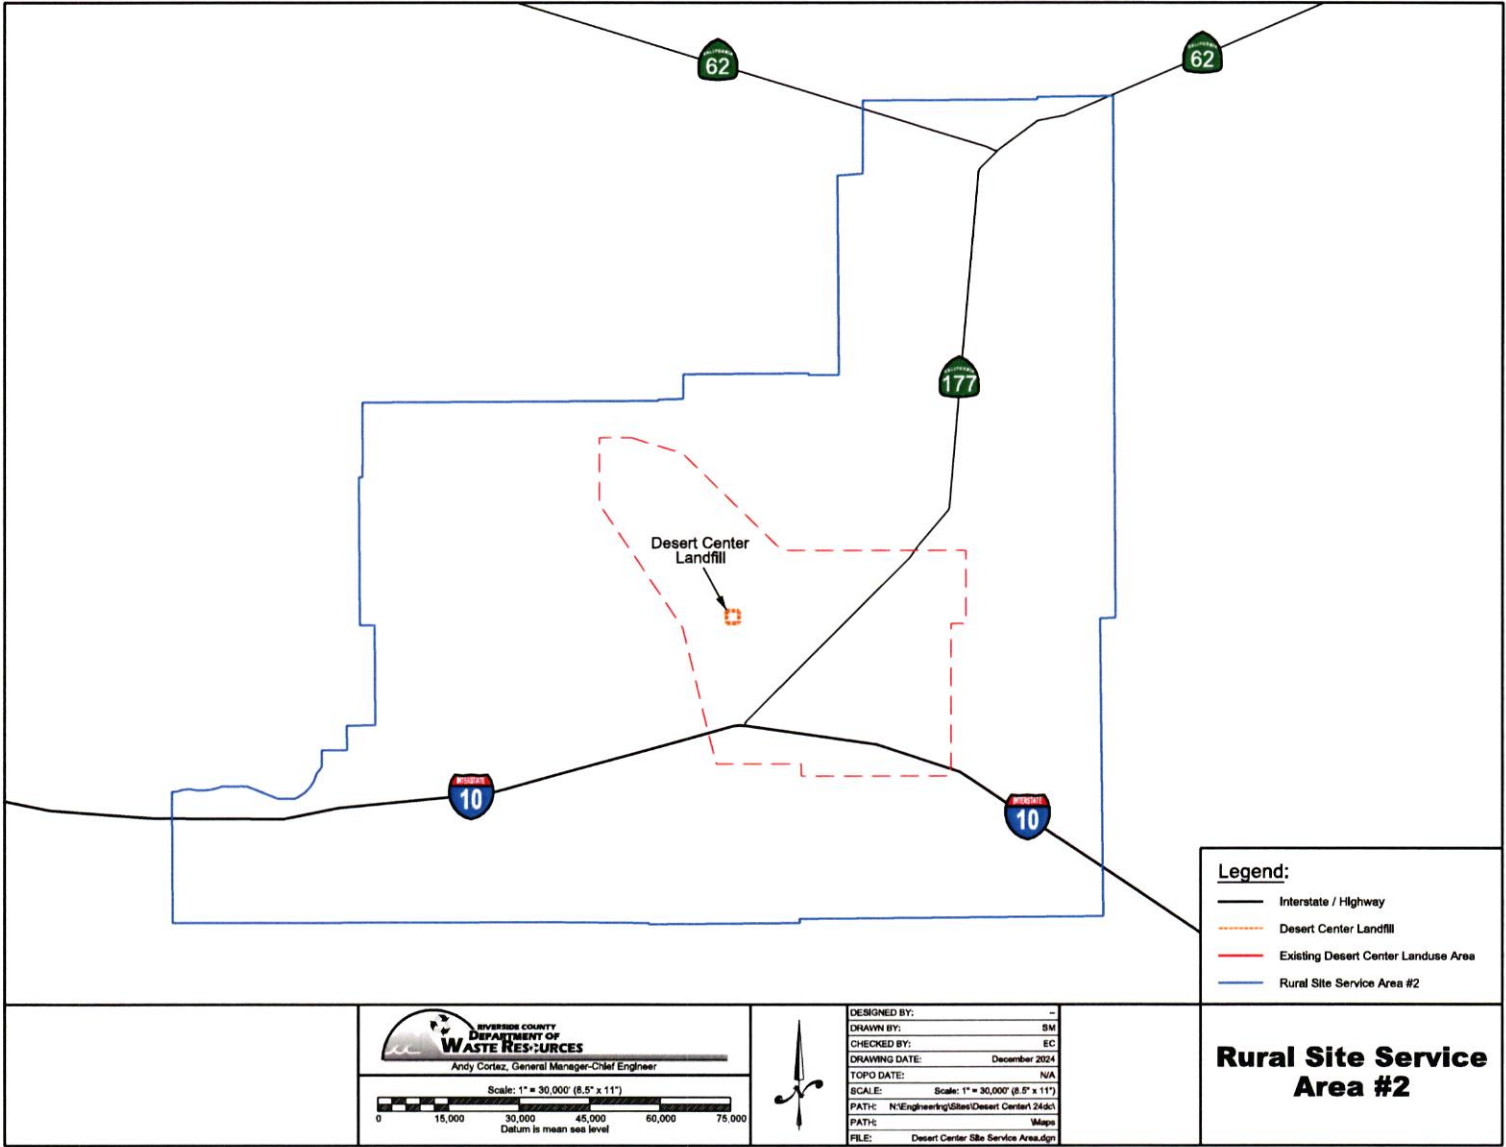 CALIFORNIA
62
CALIFORNIA
62
CALIFORNIA
177
Desert Center
Landfill
INTERSTATE
10
INTERSTATE
10
Legend:
Interstate / Highway
Desert Center Landfill
Existing Desert Center Landuse Area
Rural Site Service Area #2
RIVERSIDE COUNTY
DEPARTMENT OF
WASTE RESOURCES
Andy Cortez, General Manager-Chief Engineer
Scale: 1" = 30,000' (8.5" x 11")
0 15,000 30,000 45,000 60,000 75,000
Datum is mean sea level
DESIGNED BY: --
DRAWN BY: SM
CHECKED BY: EC
DRAWING DATE: December 2024
TOPO DATE: N/A
SCALE: Scale: 1" = 30,000' (8.5" x 11")
PATH: N:\Engineering\Sites\Desert Center\
PATH: \Maps
FILE: Desert Center Site Service Area.dgn
Rural Site Service
Area #2